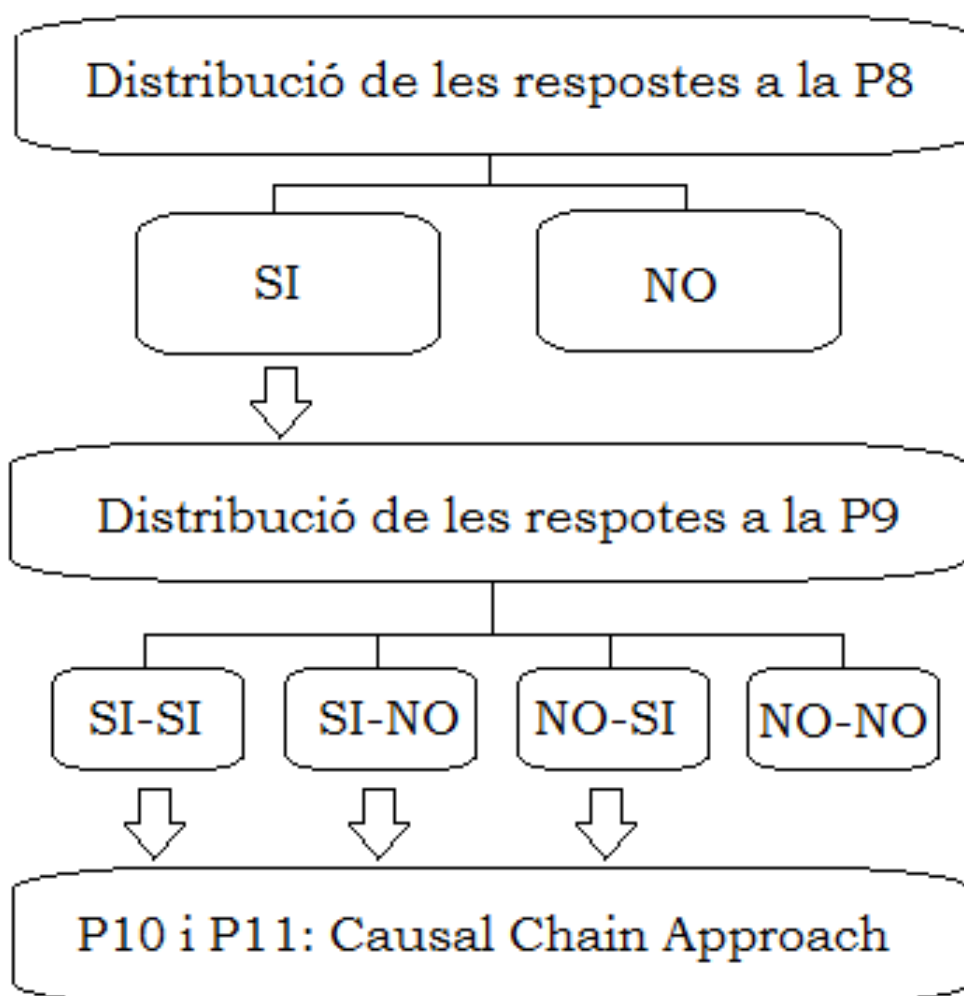 Distribució de les respostes a la P8
SI
NO
Distribució de les respotes a la P9
SI-SI
SI-NO
NO-SI
NO-NO
P10 i P11: Causal Chain Approach